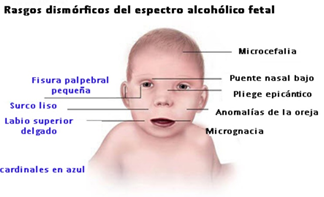 Rasgos dismórficos del espectro alcohólico fetal
Microcefalia
Fisura palpebral
pequeña
Puente nasal bajo
Pliege epicántico
Surco liso
Anomalías de la oreja
Labio superior
delgado
Micrognacia
cardinales en azul